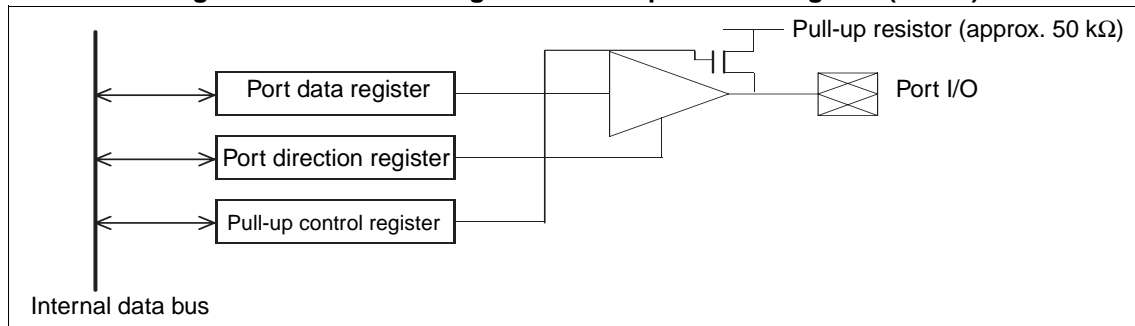 Pull-up resistor (approx. 50 kΩ)
Port data register
Port I/O
Port direction register
Pull-up control register
Internal data bus